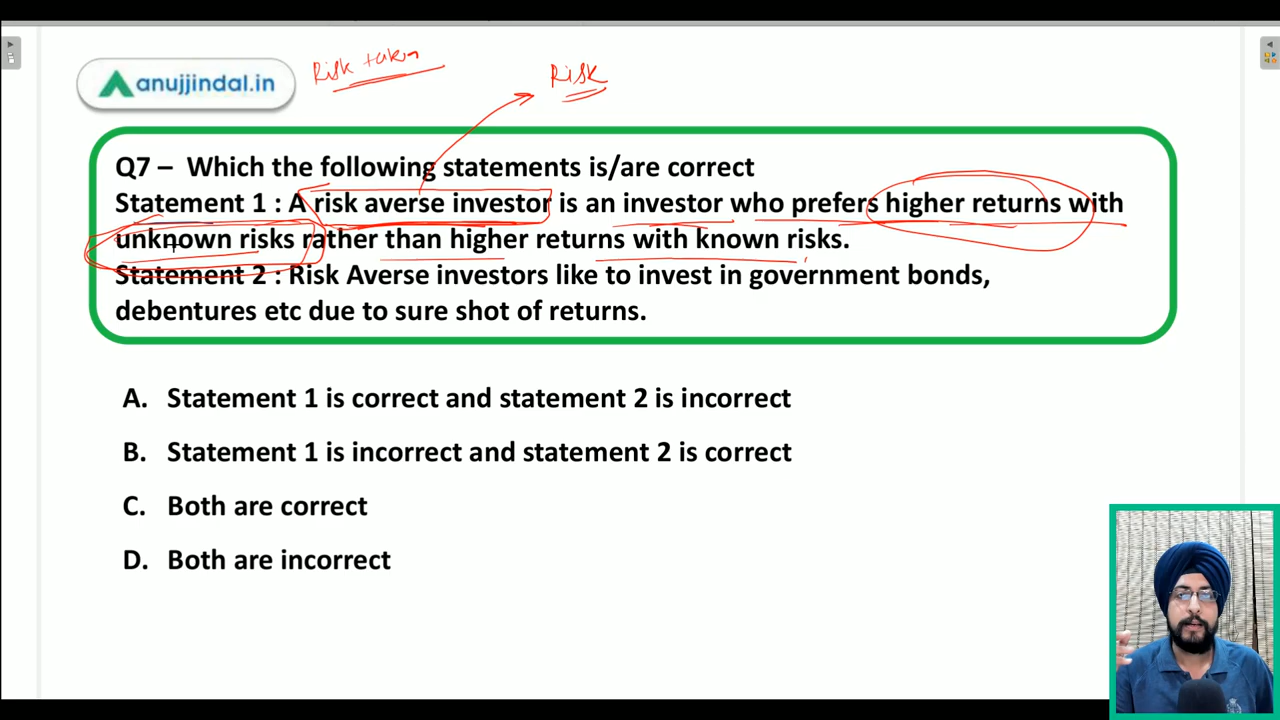 Risk taken
Risk
anujjindal.in
Q7 – Which the following statements is/are correct
Statement 1 : A risk averse investor is an investor who prefers higher returns with
unknown risks rather than higher returns with known risks.
Statement 2 : Risk Averse investors like to invest in government bonds,
debentures etc due to sure shot of returns.
A. Statement 1 is correct and statement 2 is incorrect
B. Statement 1 is incorrect and statement 2 is correct
C. Both are correct
D. Both are incorrect